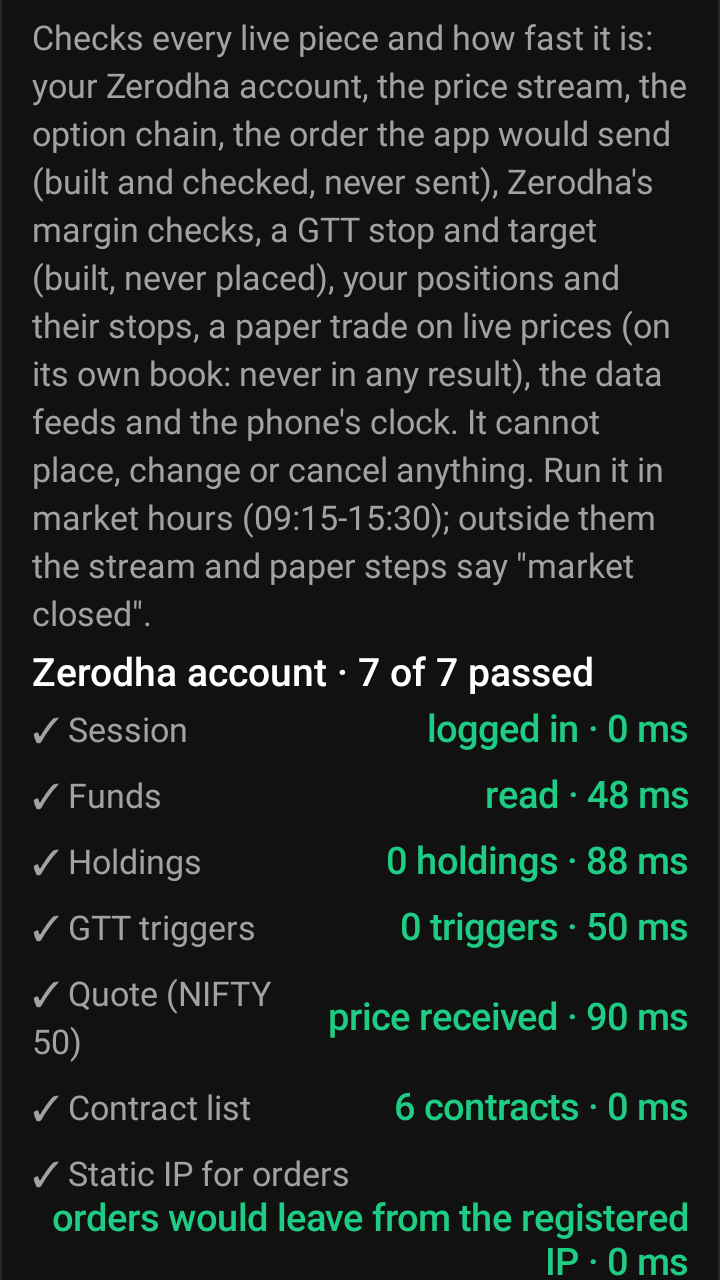 Checks every live piece and how fast it is:
your Zerodha account, the price stream, the
option chain, the order the app would send
(built and checked, never sent), Zerodha's
margin checks, a GTT stop and target
(built, never placed), your positions and
their stops, a paper trade on live prices (on
its own book: never in any result), the data
feeds and the phone's clock. It cannot
place, change or cancel anything. Run it in
market hours (09:15-15:30); outside them
the stream and paper steps say "market
closed".
Zerodha account · 7 of 7 passed
✓ Session logged in · 0 ms
✓ Funds read · 48 ms
✓ Holdings 0 holdings · 88 ms
✓ GTT triggers 0 triggers · 50 ms
✓ Quote (NIFTY
50) price received · 90 ms
✓ Contract list 6 contracts · 0 ms
✓ Static IP for orders
orders would leave from the registered
IP · 0 ms